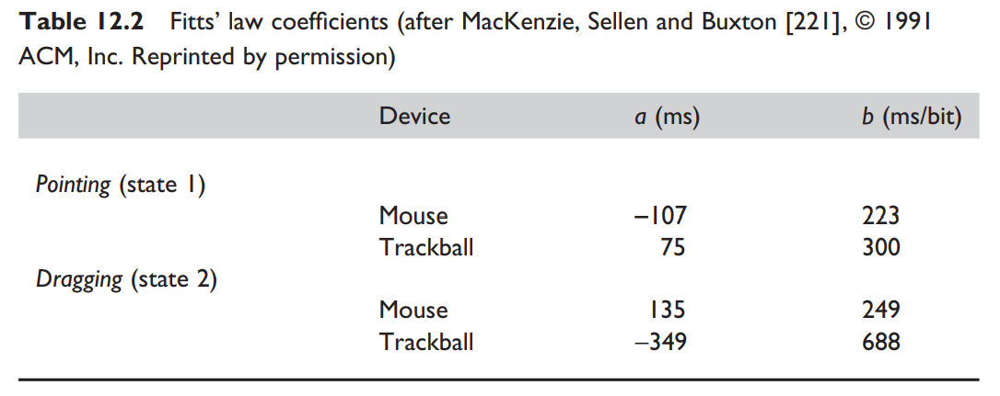 Table 12.2 Fitts’ law coefficients (after MacKenzie, Sellen and Buxton [221], © 1991
ACM, Inc. Reprinted by permission)
Device a (ms) b (ms/bit)
Pointing (state 1)
Mouse –107 223
Trackball 75 300
Dragging (state 2)
Mouse 135 249
Trackball –349 688